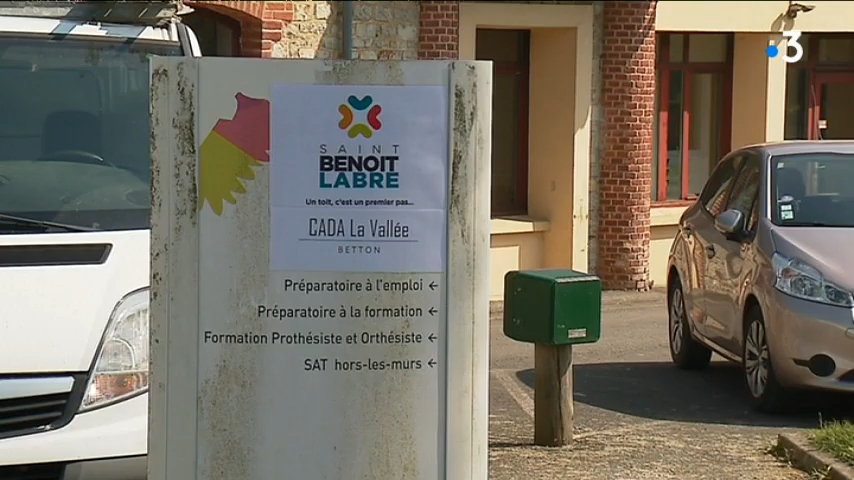 3
SAINT
BENOIT
LABRE
Un toit, c'est un premier pas...
CADA La Vallée
BETTON
Préparatoire à l'emploi ←
Préparatoire à la formation ←
Formation Prothésiste et Orthésiste ←
SAT hors-les-murs ←